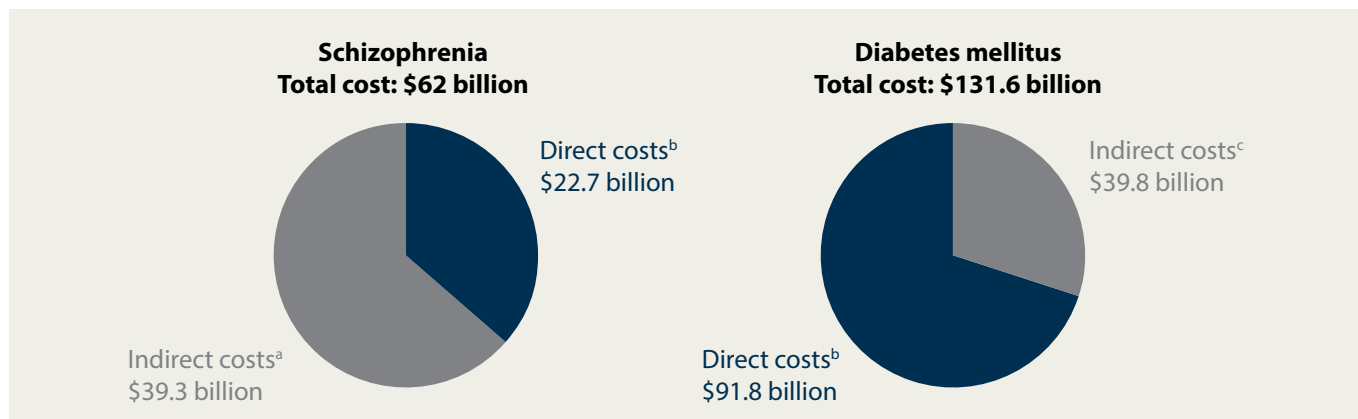 Schizophrenia
Total cost: $62 billion
Direct costsᵇ
$22.7 billion
Indirect costsᵃ
$39.3 billion
Diabetes mellitus
Total cost: $131.6 billion
Indirect costsᶜ
$39.8 billion
Direct costsᵇ
$91.8 billion